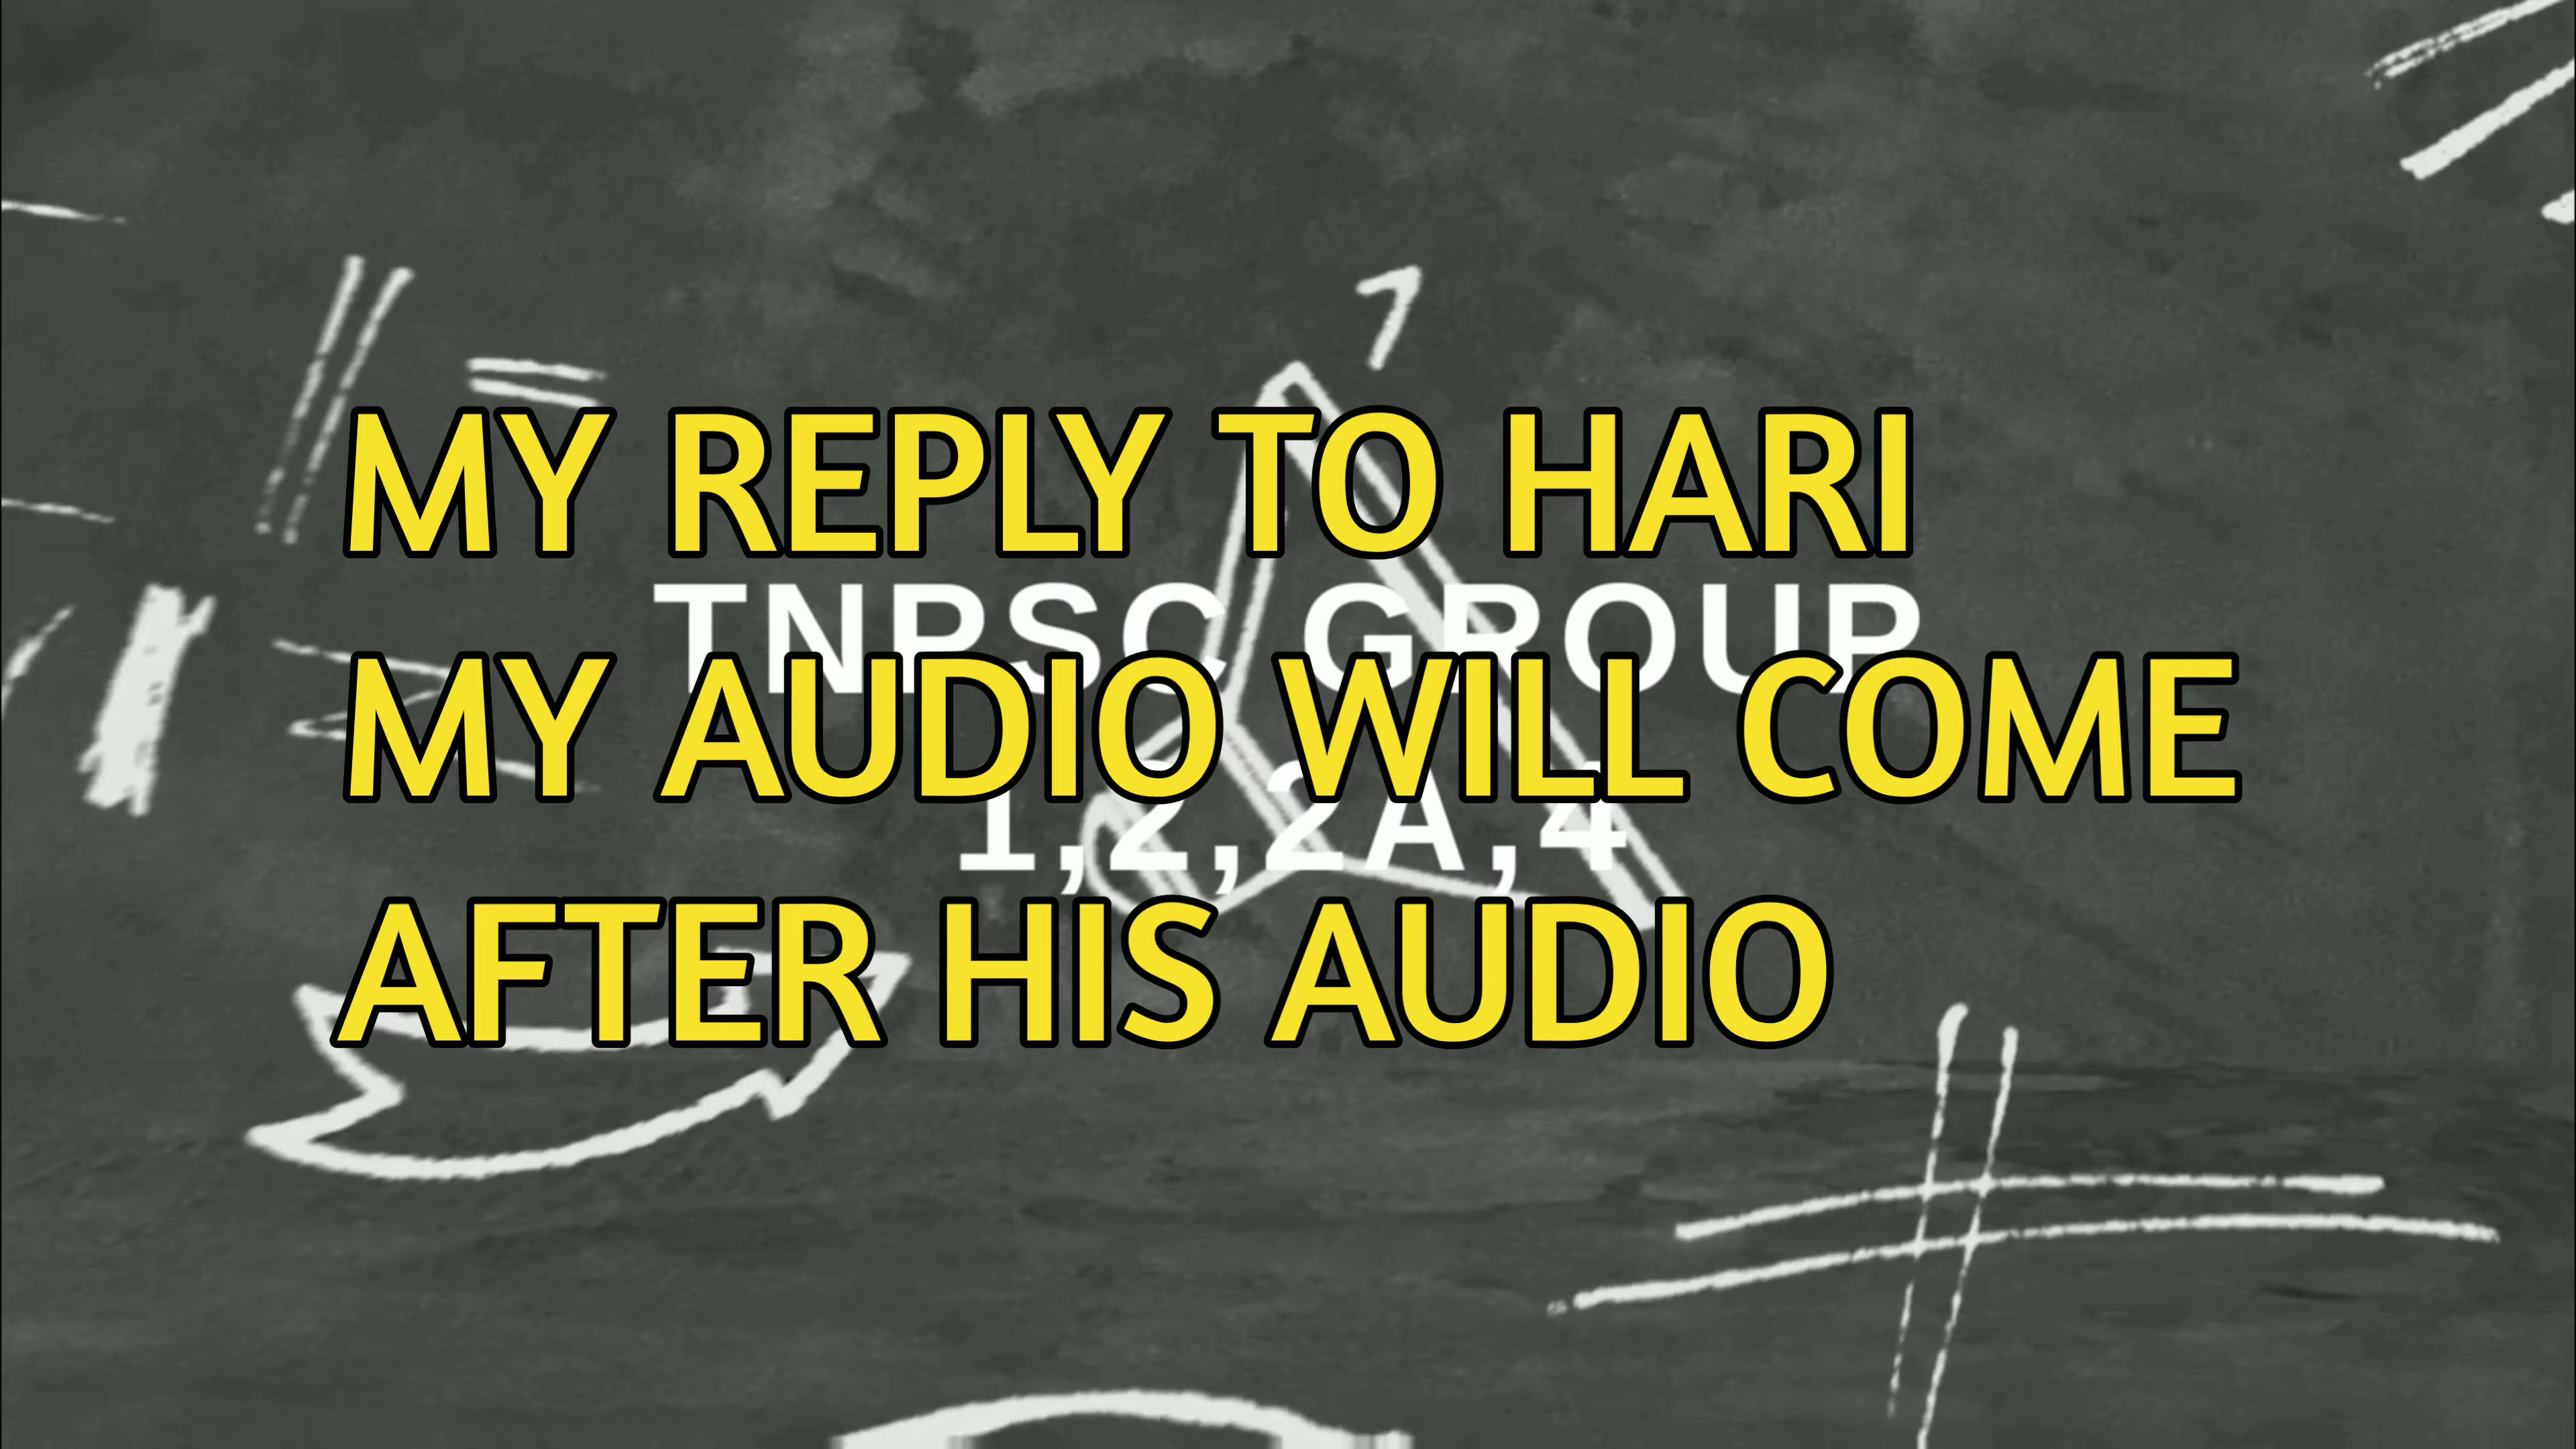 MY REPLY TO HARI
TNPSC GROUP
MY AUDIO WILL COME
1,2,2A,4
AFTER HIS AUDIO